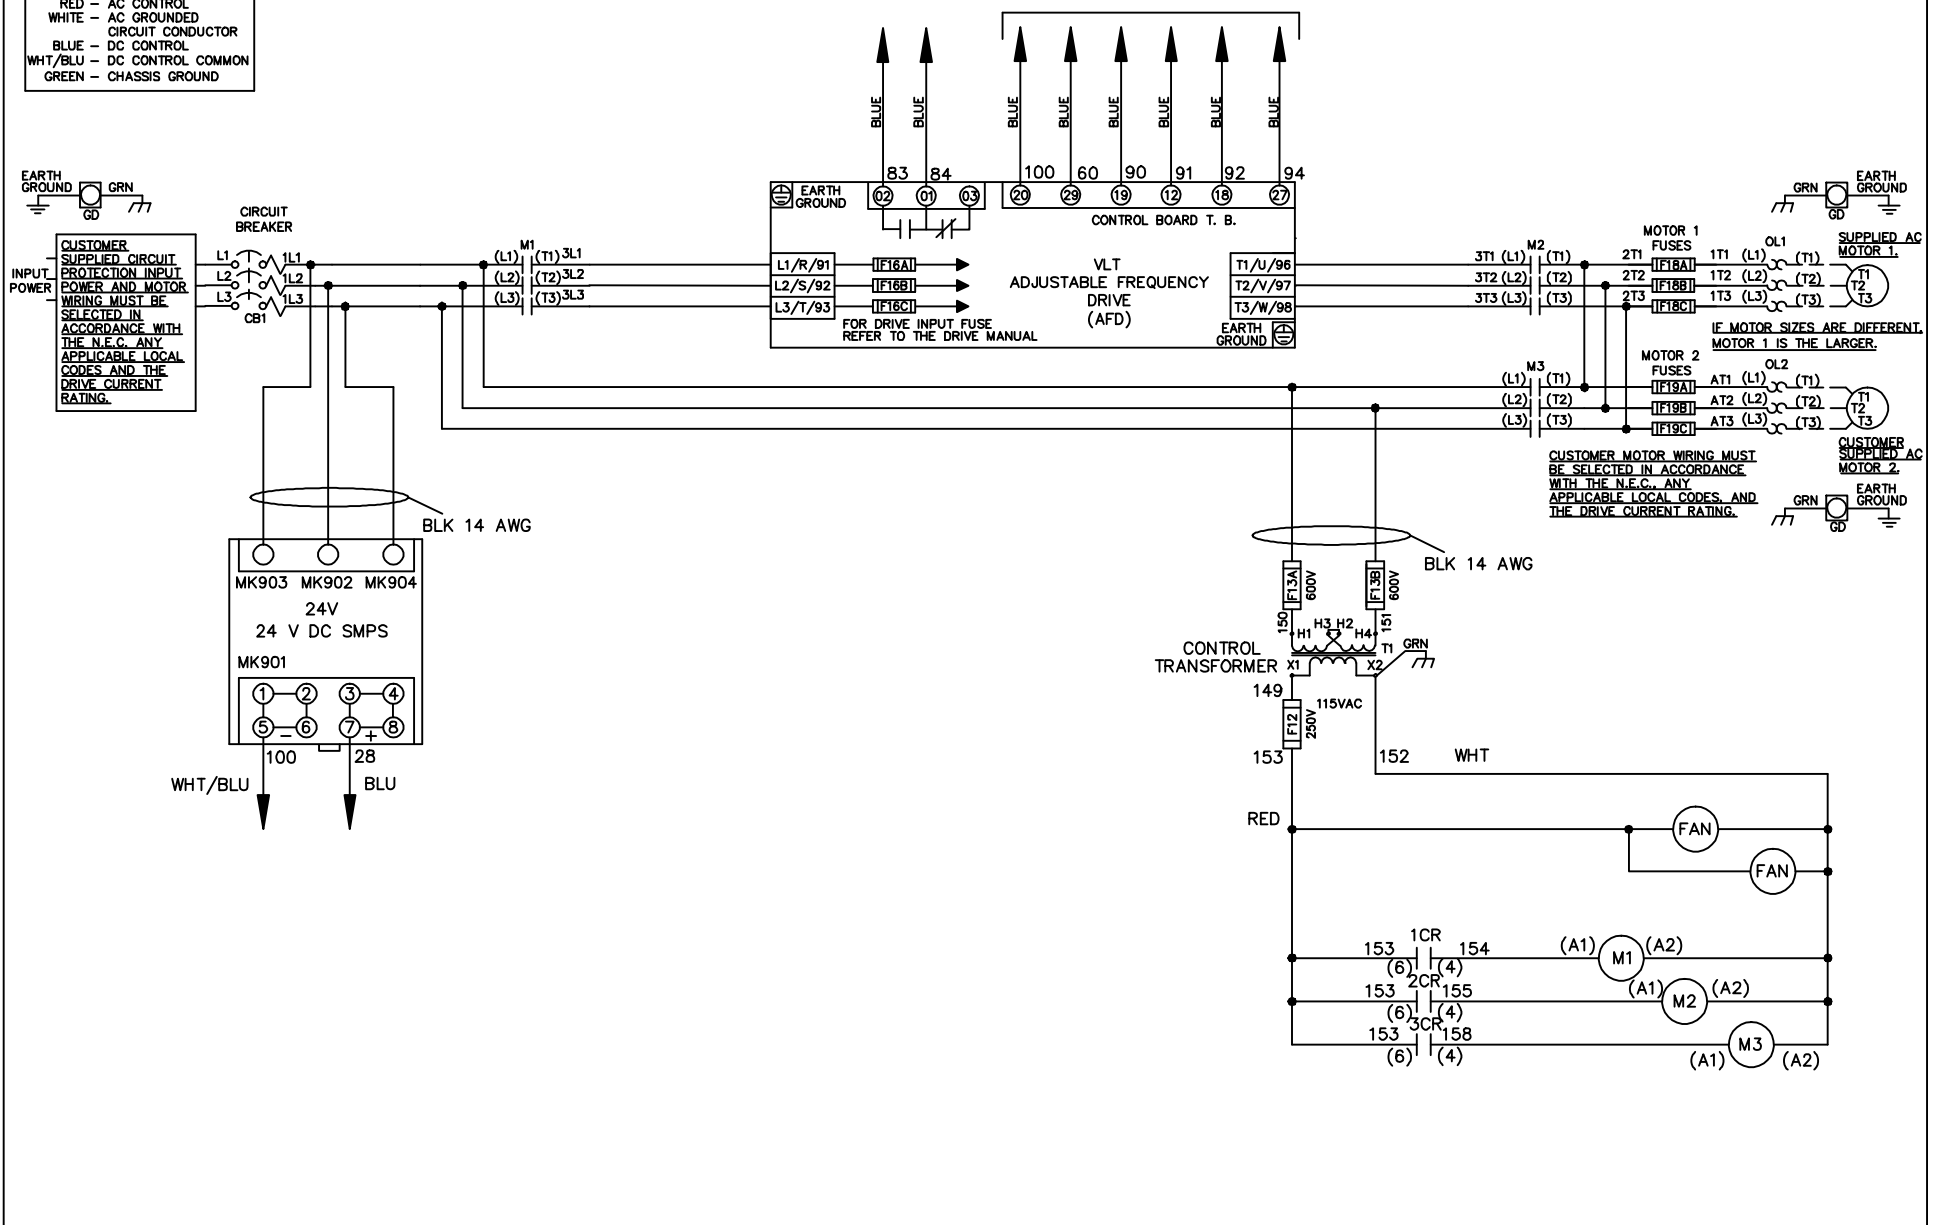 RED – AC CONTROL
WHITE – AC GROUNDED
CIRCUIT CONDUCTOR
BLUE – DC CONTROL
WHT/BLU – DC CONTROL COMMON
GREEN – CHASSIS GROUND
BLUE
BLUE
BLUE
BLUE
BLUE
BLUE
BLUE
BLUE
83 84 100 60 90 91 92 94
EARTH
GROUND
02 01 03 20 29 19 12 18 27
CONTROL BOARD T. B.
EARTH
GROUND
GRN
GD
CIRCUIT
BREAKER
INPUT
POWER
CUSTOMER
SUPPLIED CIRCUIT
PROTECTION INPUT
POWER AND MOTOR
WIRING MUST BE
SELECTED IN
ACCORDANCE WITH
THE N.E.C. ANY
APPLICABLE LOCAL
CODES AND THE
DRIVE CURRENT
RATING.
L1 1L1
L2 1L2
L3 1L3
CB1
M1
(L1) (T1) 3L1
(L2) (T2) 3L2
(L3) (T3) 3L3
L1/R/91 F16A
L2/S/92 F16B
L3/T/93 F16C
FOR DRIVE INPUT FUSE
REFER TO THE DRIVE MANUAL
VLT
ADJUSTABLE FREQUENCY
DRIVE
(AFD)
T1/U/96
T2/V/97
T3/W/98
EARTH
GROUND
M2
3T1 (L1) (T1)
3T2 (L2) (T2)
3T3 (L3) (T3)
MOTOR 1
FUSES
2T1 F18A 1T1 (L1) (T1)
2T2 F18B 1T2 (L2) (T2)
2T3 F18C 1T3 (L3) (T3)
OL1
GRN
EARTH
GROUND
GD
SUPPLIED AC
MOTOR 1.
T1
T2
T3
IF MOTOR SIZES ARE DIFFERENT,
MOTOR 1 IS THE LARGER.
M3
(L1) (T1)
(L2) (T2)
(L3) (T3)
MOTOR 2
FUSES
F19A AT1 (L1) (T1)
F19B AT2 (L2) (T2)
F19C AT3 (L3) (T3)
OL2
T1
T2
T3
CUSTOMER
SUPPLIED AC
MOTOR 2.
CUSTOMER MOTOR WIRING MUST
BE SELECTED IN ACCORDANCE
WITH THE N.E.C., ANY
APPLICABLE LOCAL CODES, AND
THE DRIVE CURRENT RATING.
GRN
EARTH
GROUND
GD
BLK 14 AWG
MK903 MK902 MK904
24V
24 V DC SMPS
MK901
1 2 3 4
5 6 7 8
– +
100 28
WHT/BLU BLU
BLK 14 AWG
F13A
600V
F13B
600V
150
151
H1 H3 H2 H4
T1
GRN
CONTROL
TRANSFORMER
X1 X2
149
115VAC
F12
250V
153
152 WHT
RED
FAN
FAN
1CR
153 154 (A1) M1 (A2)
(6) (4)
2CR
153 155 (A1) M2 (A2)
(6) (4)
3CR
153 158 M3
(6) (4) (A1) (A2)